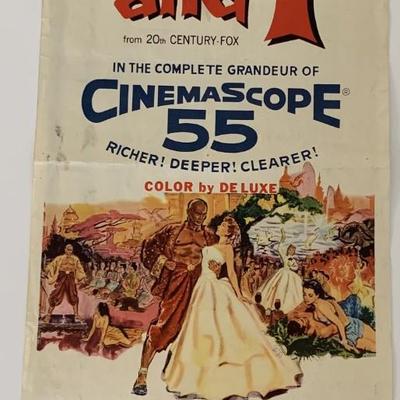 and I
from 20th CENTURY-FOX
IN THE COMPLETE GRANDEUR OF
CINEMASCOPE ®
55
RICHER! DEEPER! CLEARER!
COLOR by DE LUXE